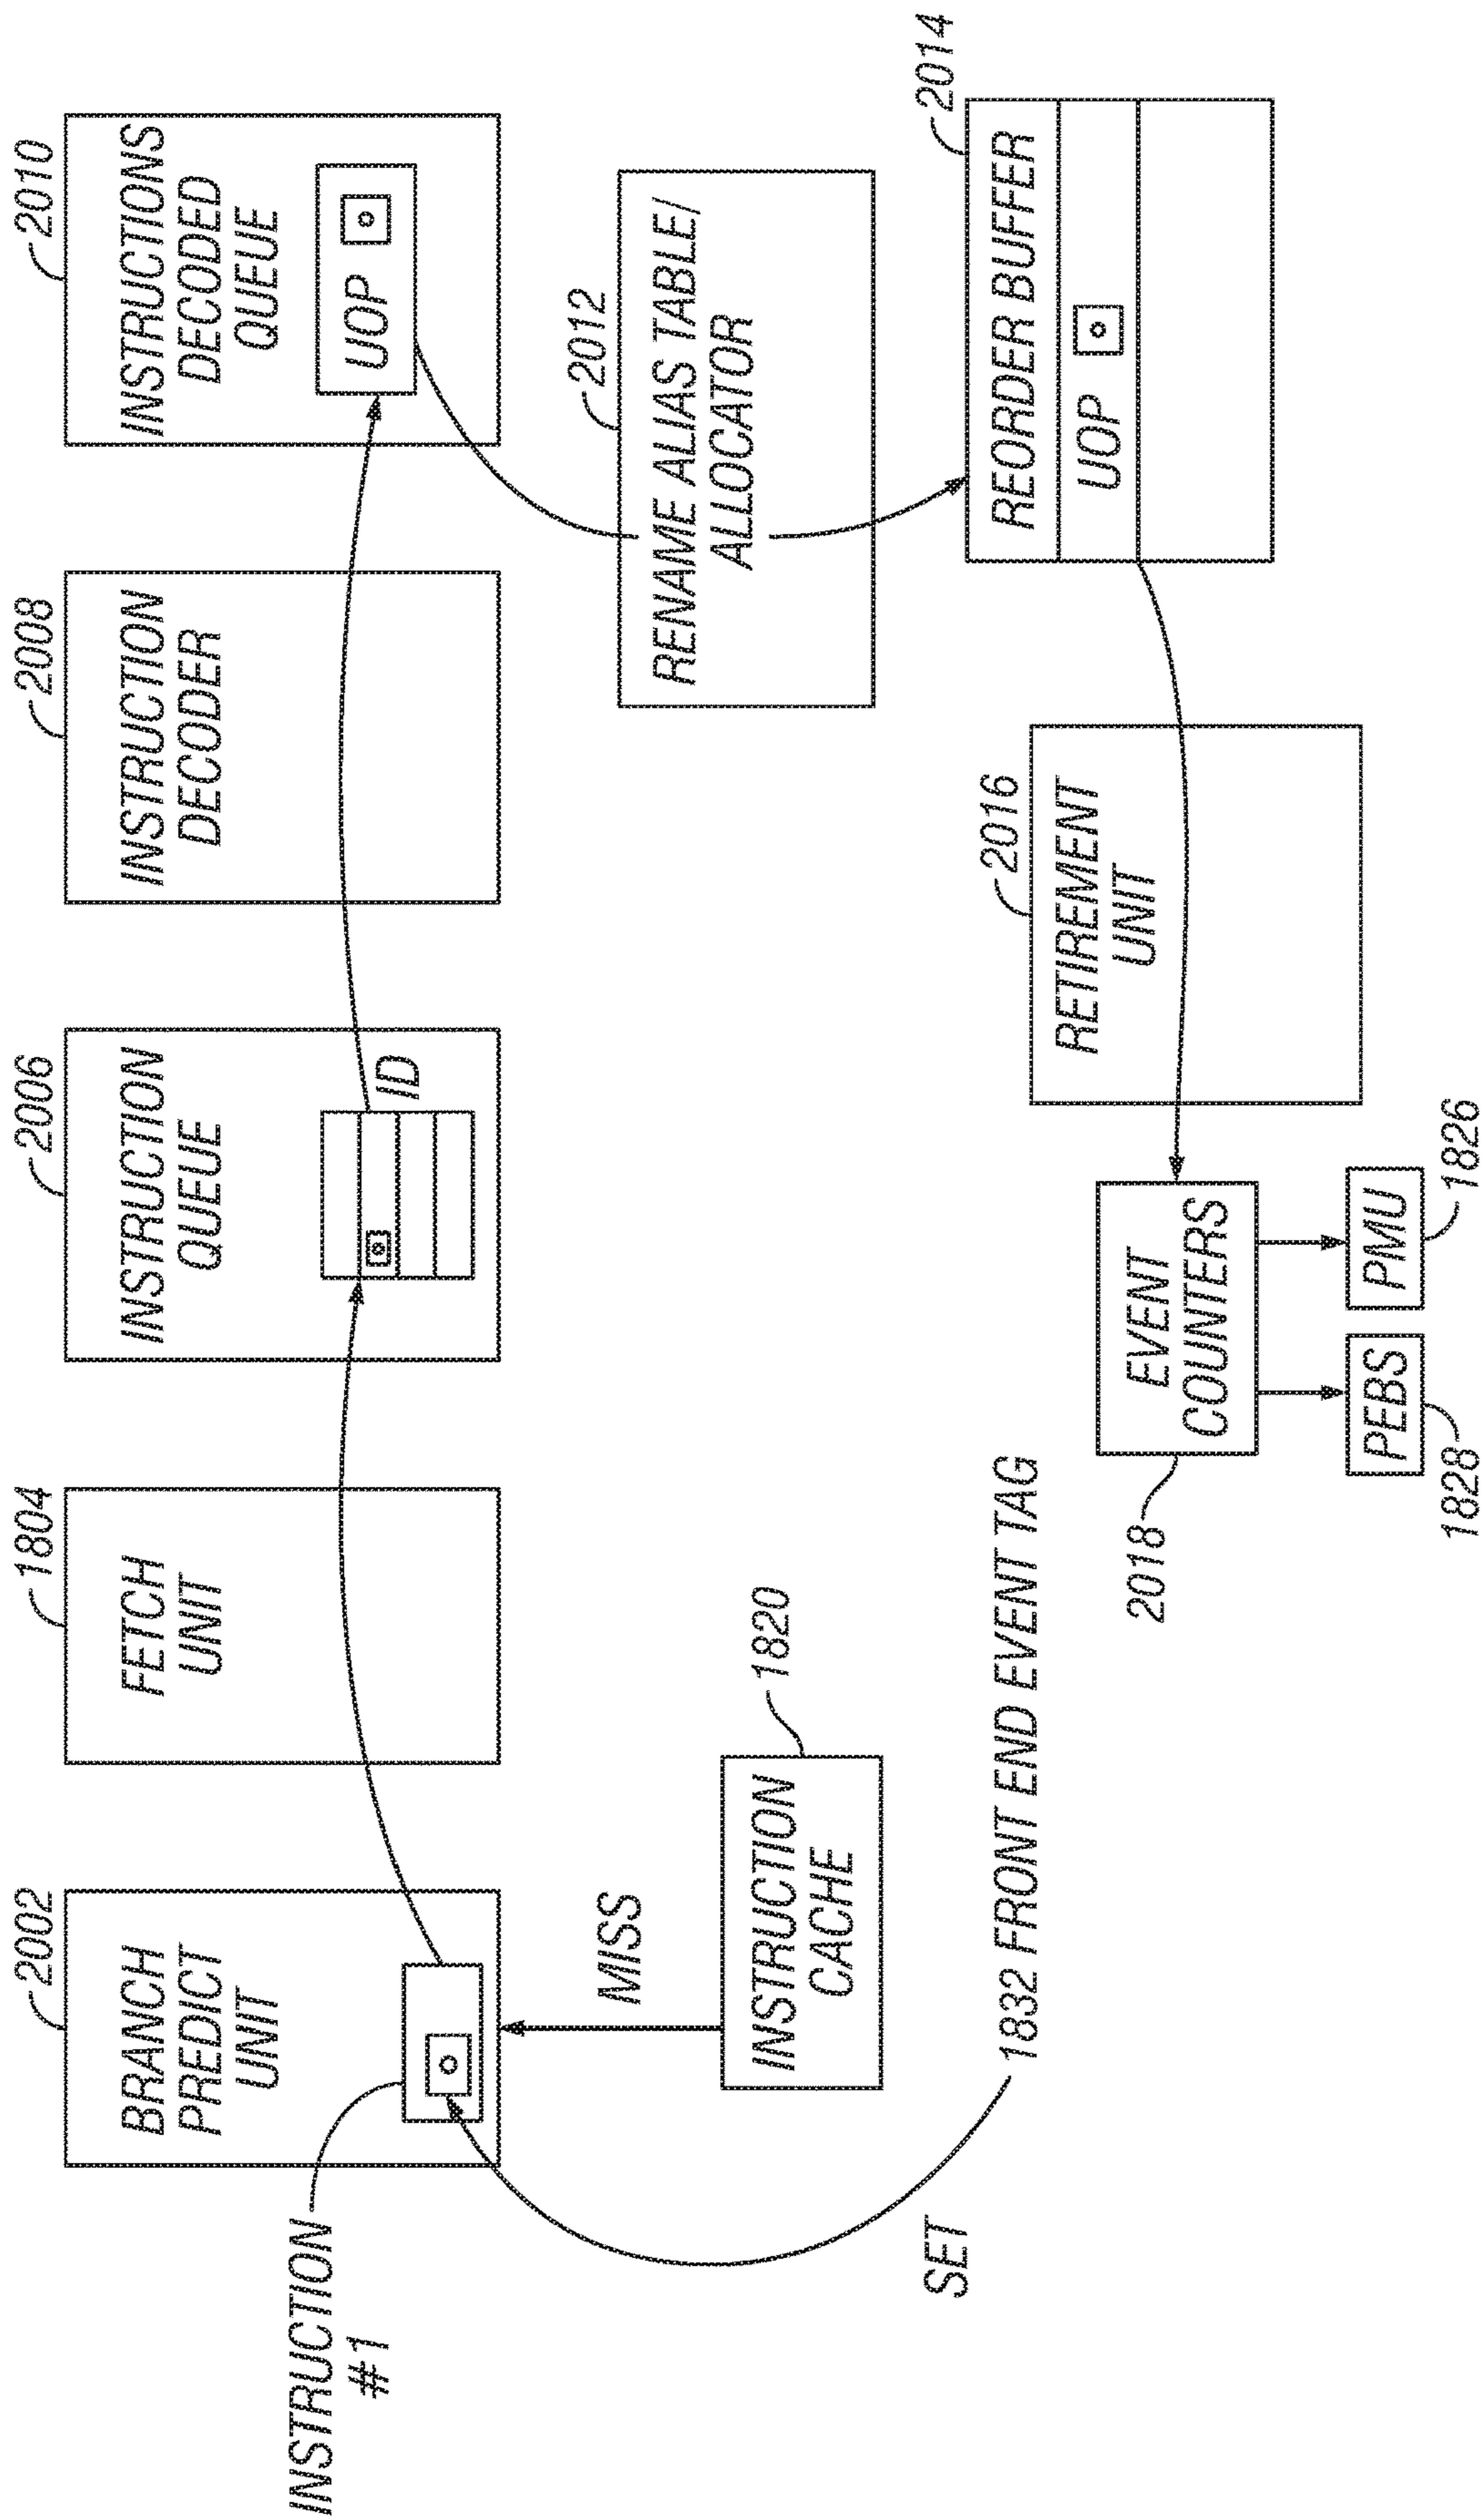 2002
BRANCH
PREDICT
UNIT
INSTRUCTION
#1
1804
FETCH
UNIT
2006
INSTRUCTION
QUEUE
ID
2008
INSTRUCTION
DECODER
2010
INSTRUCTIONS
DECODED
QUEUE
UOP
MISS
INSTRUCTION
CACHE
1820
SET
1832 FRONT END EVENT TAG
2012
RENAME ALIAS TABLE/
ALLOCATOR
2014
REORDER BUFFER
UOP
2016
RETIREMENT
UNIT
EVENT
COUNTERS
2018
PEBS
1828
PMU
1826